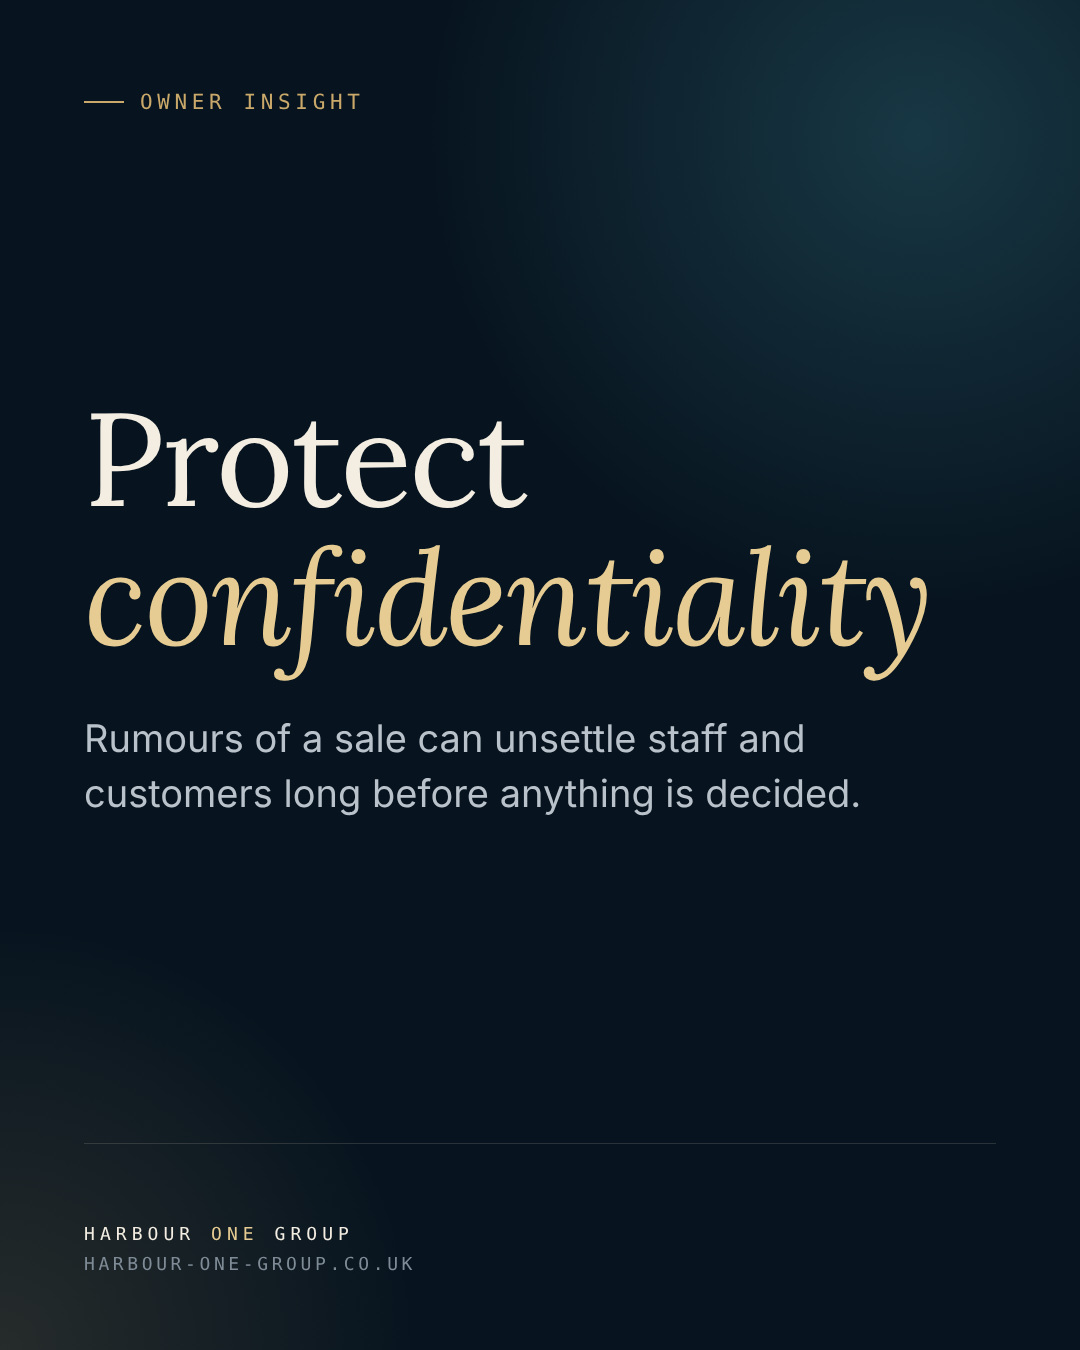 OWNER INSIGHT
Protect
confidentiality
Rumours of a sale can unsettle staff and
customers long before anything is decided.
HARBOUR ONE GROUP
HARBOUR-ONE-GROUP.CO.UK